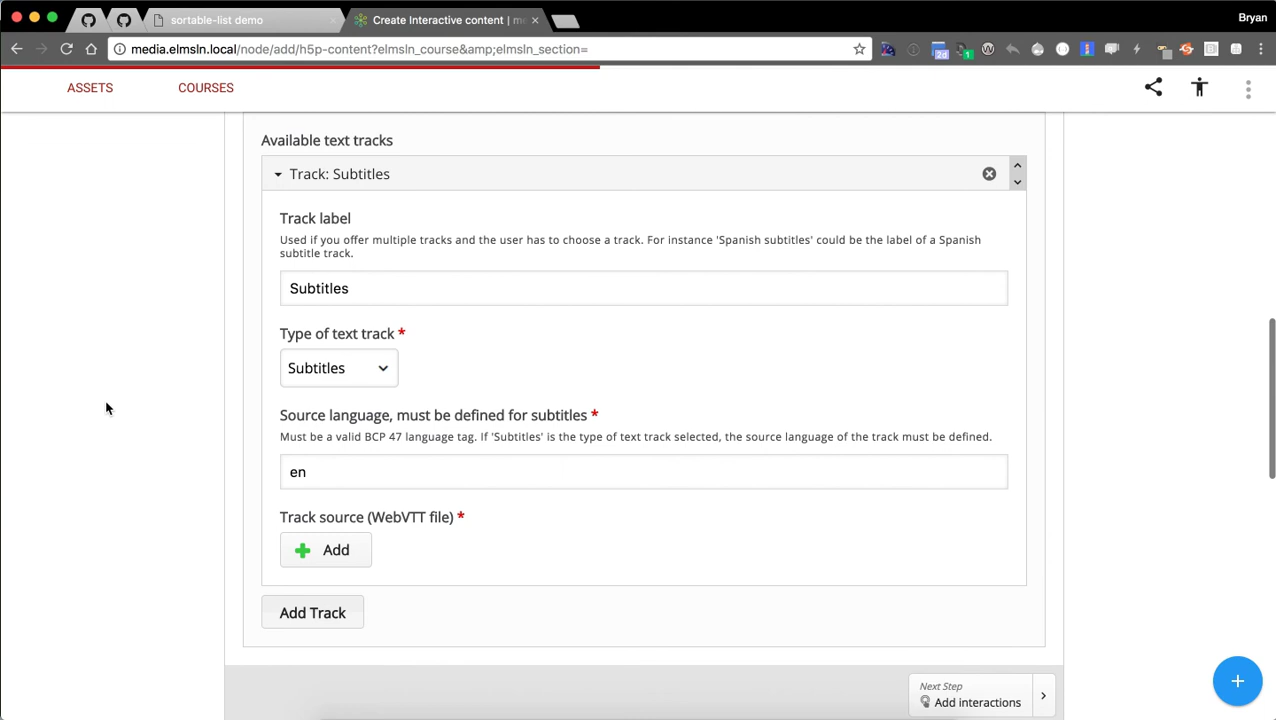 sortable-list demo
Create Interactive content | me
Bryan
media.elmsln.local/node/add/h5p-content?elmsln_course&amp;elmsln_section=
2d
1
ASSETS
COURSES
Available text tracks
Track: Subtitles
Track label
Used if you offer multiple tracks and the user has to choose a track. For instance 'Spanish subtitles' could be the label of a Spanish
subtitle track.
Subtitles
Type of text track *
Subtitles
Source language, must be defined for subtitles *
Must be a valid BCP 47 language tag. If 'Subtitles' is the type of text track selected, the source language of the track must be defined.
en
Track source (WebVTT file) *
Add
Add Track
Next Step
Add interactions